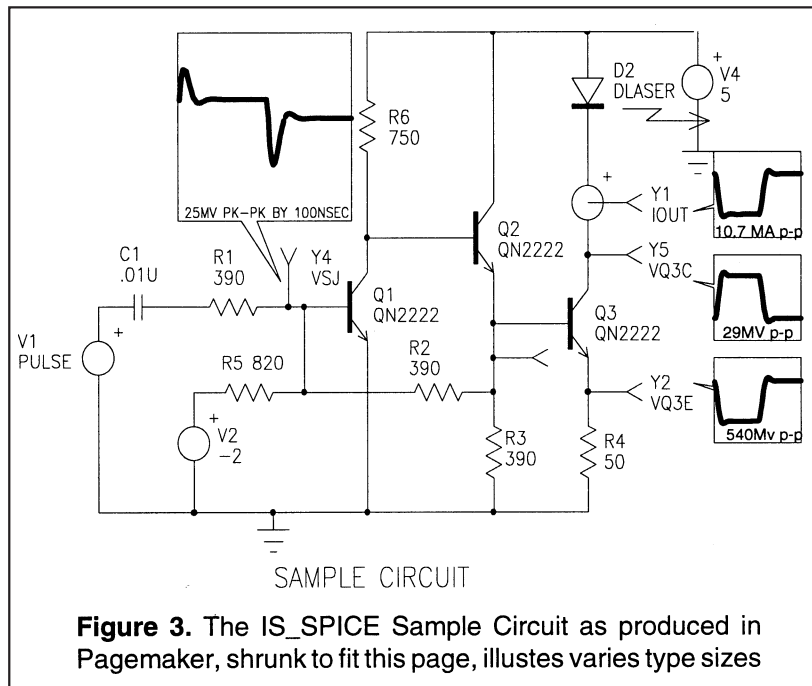 D2
DLASER
+
V4
5
R6
750
25MV PK-PK BY 100NSEC
+
Y1
IOUT
10.7 MA p-p
Q2
QN2222
Y5
VQ3C
C1
.01U
R1
390
Y4
VSJ
Q1
QN2222
Q3
QN2222
29MV p-p
V1
PULSE
+
R5 820
R2
390
Y2
VQ3E
540Mv p-p
+
V2
-2
R3
390
R4
50
SAMPLE CIRCUIT
Figure 3. The IS_SPICE Sample Circuit as produced in
Pagemaker, shrunk to fit this page, illustes varies type sizes